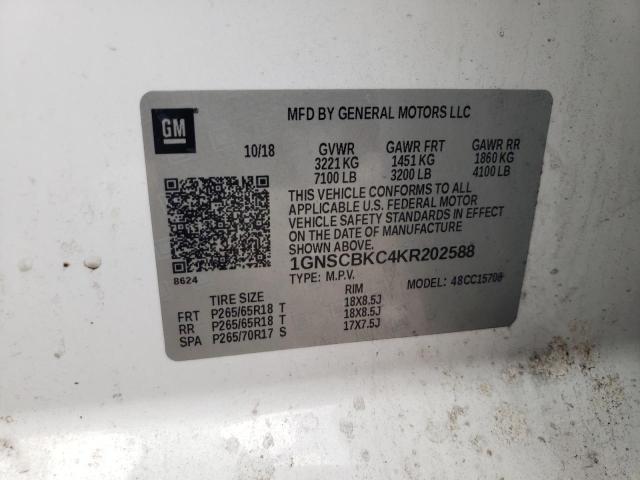 GM
MFD BY GENERAL MOTORS LLC
10/18 GVWR GAWR FRT GAWR RR
3221 KG 1451 KG 1860 KG
7100 LB 3200 LB 4100 LB
THIS VEHICLE CONFORMS TO ALL
APPLICABLE U.S. FEDERAL MOTOR
VEHICLE SAFETY STANDARDS IN EFFECT
ON THE DATE OF MANUFACTURE
SHOWN ABOVE.
1GNSCBKC4KR202588
8624
TYPE: M.P.V. MODEL: 48CC15706
TIRE SIZE RIM
FRT P265/65R18 T 18X8.5J
RR P265/65R18 T 18X8.5J
SPA P265/70R17 S 17X7.5J